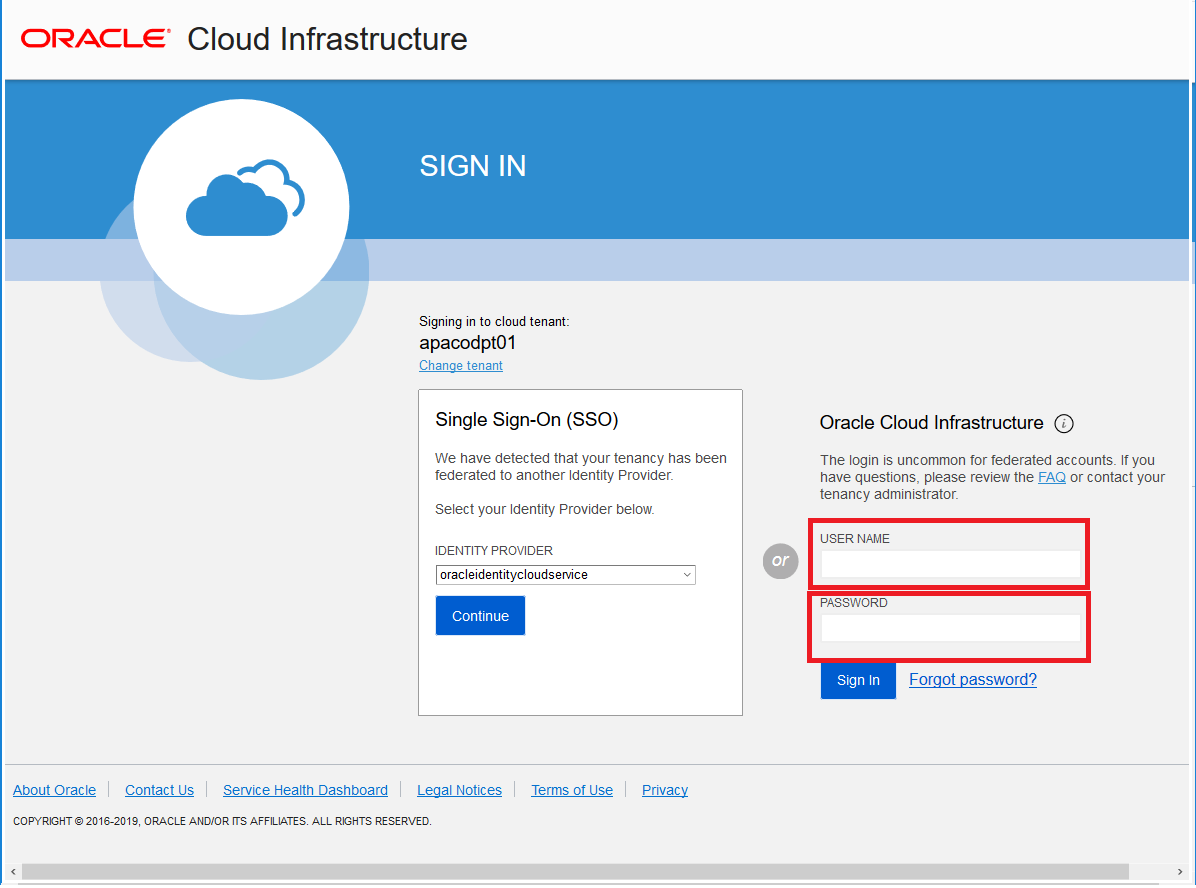 ORACLE® Cloud Infrastructure
SIGN IN
Signing in to cloud tenant:
apacodpt01
Change tenant
Single Sign-On (SSO)
We have detected that your tenancy has been
federated to another Identity Provider.
Select your Identity Provider below.
IDENTITY PROVIDER
oracleidentitycloudservice
Continue
or
Oracle Cloud Infrastructure i
The login is uncommon for federated accounts. If you
have questions, please review the FAQ or contact your
tenancy administrator.
USER NAME
PASSWORD
Sign In Forgot password?
About Oracle Contact Us Service Health Dashboard Legal Notices Terms of Use Privacy
COPYRIGHT © 2016-2019, ORACLE AND/OR ITS AFFILIATES. ALL RIGHTS RESERVED.